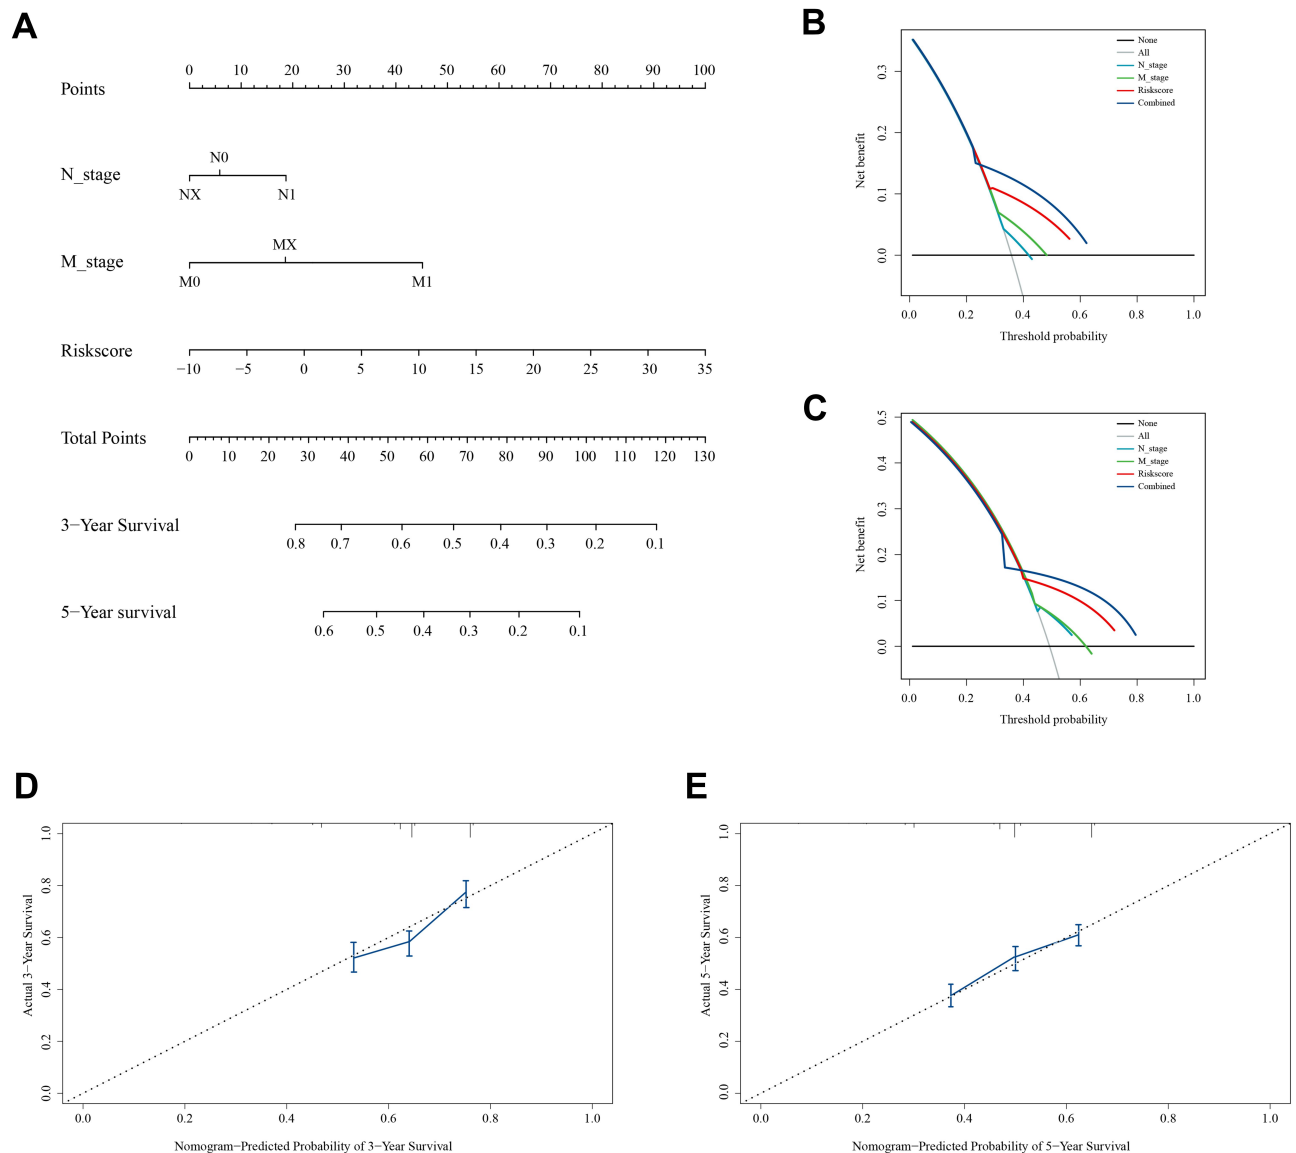 A
Points
0 10 20 30 40 50 60 70 80 90 100
N_stage
N0
NX N1
M_stage
MX
M0 M1
Riskscore
−10 −5 0 5 10 15 20 25 30 35
Total Points
0 10 20 30 40 50 60 70 80 90 100 110 120 130
3−Year Survival
0.8 0.7 0.6 0.5 0.4 0.3 0.2 0.1
5−Year survival
0.6 0.5 0.4 0.3 0.2 0.1
B
None
All
N_stage
M_stage
Riskscore
Combined
Net benefit
0.3
0.2
0.1
0.0
0.0 0.2 0.4 0.6 0.8 1.0
Threshold probability
C
None
All
N_stage
M_stage
Riskscore
Combined
Net benefit
0.5
0.4
0.3
0.2
0.1
0.0
0.0 0.2 0.4 0.6 0.8 1.0
Threshold probability
D
Actual 3−Year Survival
1.0
0.8
0.6
0.4
0.2
0.0
0.0 0.2 0.4 0.6 0.8 1.0
Nomogram−Predicted Probability of 3−Year Survival
E
Actual 5−Year Survival
1.0
0.8
0.6
0.4
0.2
0.0
0.0 0.2 0.4 0.6 0.8 1.0
Nomogram−Predicted Probability of 5−Year Survival